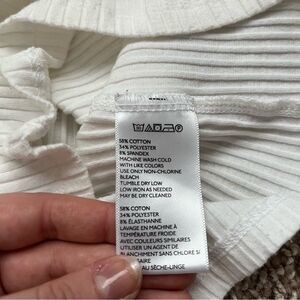 58% COTTON
34% POLYESTER
8% SPANDEX
MACHINE WASH COLD
WITH LIKE COLORS
USE ONLY NON-CHLORINE
BLEACH
TUMBLE DRY LOW
LOW IRON AS NEEDED
MAY BE DRY CLEANED
58% COTON
34% POLYESTER
8% ÉLASTHANNE
LAVAGE EN MACHINE À
TEMPÉRATURE FROIDE
AVEC COULEURS SIMILAIRES
UTILISER UN AGENT DE
BLANCHIMENT SANS CHLORE SI
AIRE
AU SÈCHE-LINGE